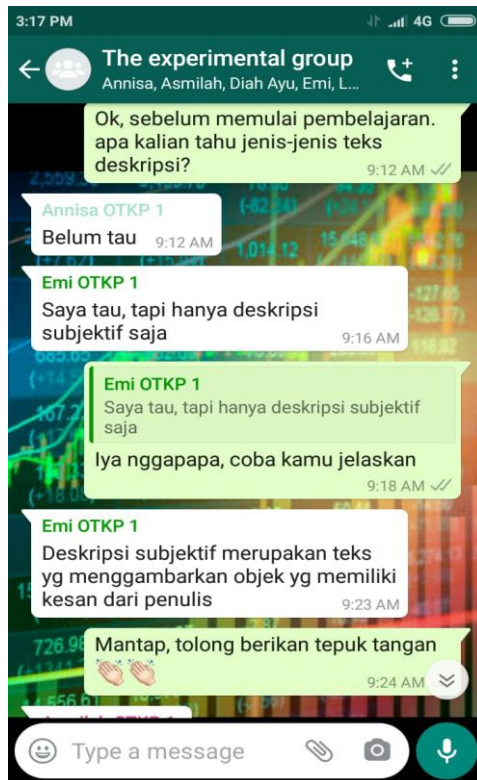 3:17 PM
4G
The experimental group
Annisa, Asmilah, Diah Ayu, Emi, L...
Ok, sebelum memulai pembelajaran.
apa kalian tahu jenis-jenis teks
deskripsi?
9:12 AM
Annisa OTKP 1
Belum tau 9:12 AM
Emi OTKP 1
Saya tau, tapi hanya deskripsi
subjektif saja
9:16 AM
Emi OTKP 1
Saya tau, tapi hanya deskripsi subjektif
saja
Iya nggapapa, coba kamu jelaskan
9:18 AM
Emi OTKP 1
Deskripsi subjektif merupakan teks
yg menggambarkan objek yg memiliki
kesan dari penulis
9:23 AM
Mantap, tolong berikan tepuk tangan
👏🏻👏🏻
9:24 AM
Type a message